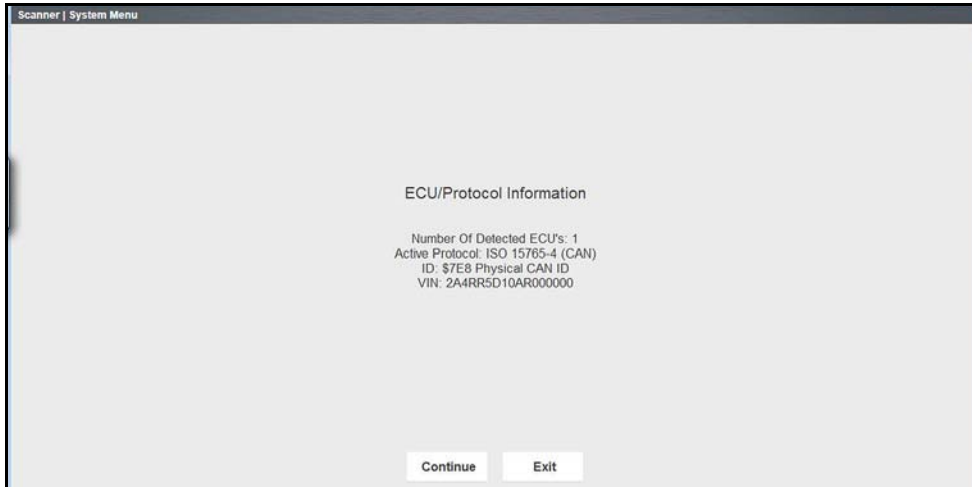 Scanner | System Menu
ECU/Protocol Information
Number Of Detected ECU's: 1
Active Protocol: ISO 15765-4 (CAN)
ID: $7E8 Physical CAN ID
VIN: 2A4RR5D10AR000000
Continue
Exit